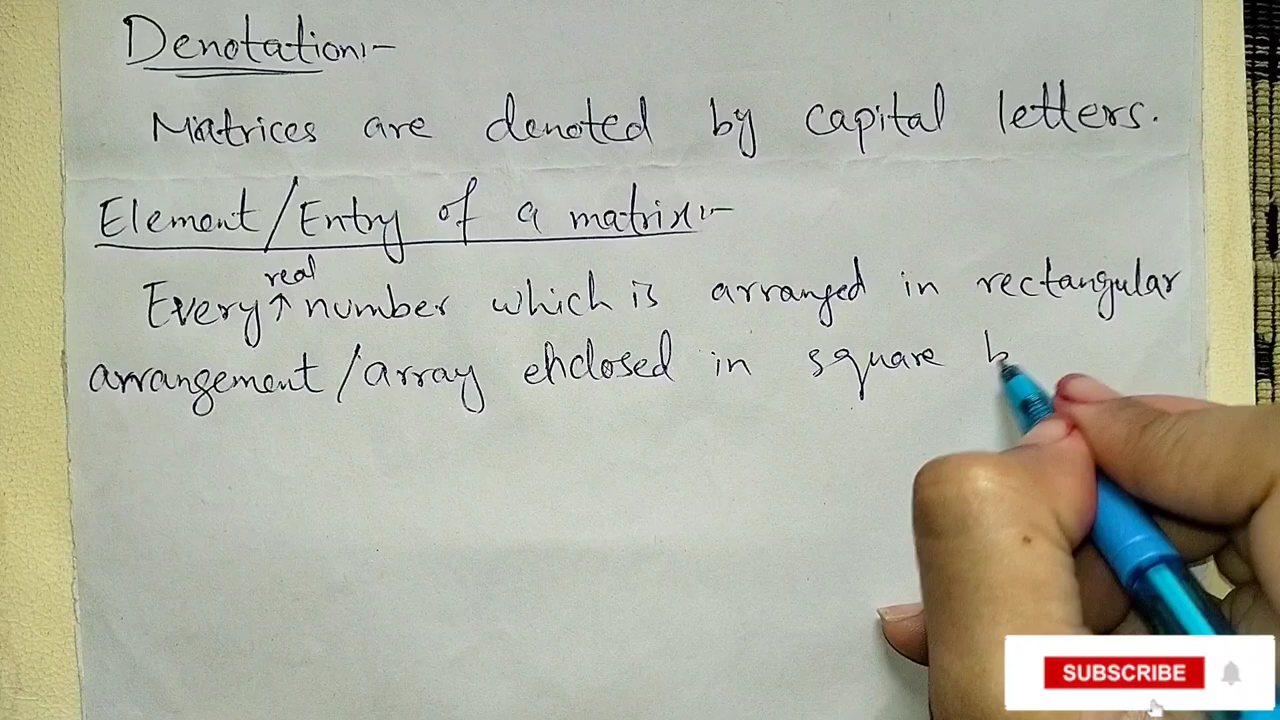 Denotation:-
Matrices are denoted by capital letters.
Element/Entry of a matrix:-
real
Every↑ number which is arranged in rectangular
arrangement/array enclosed in square b
SUBSCRIBE